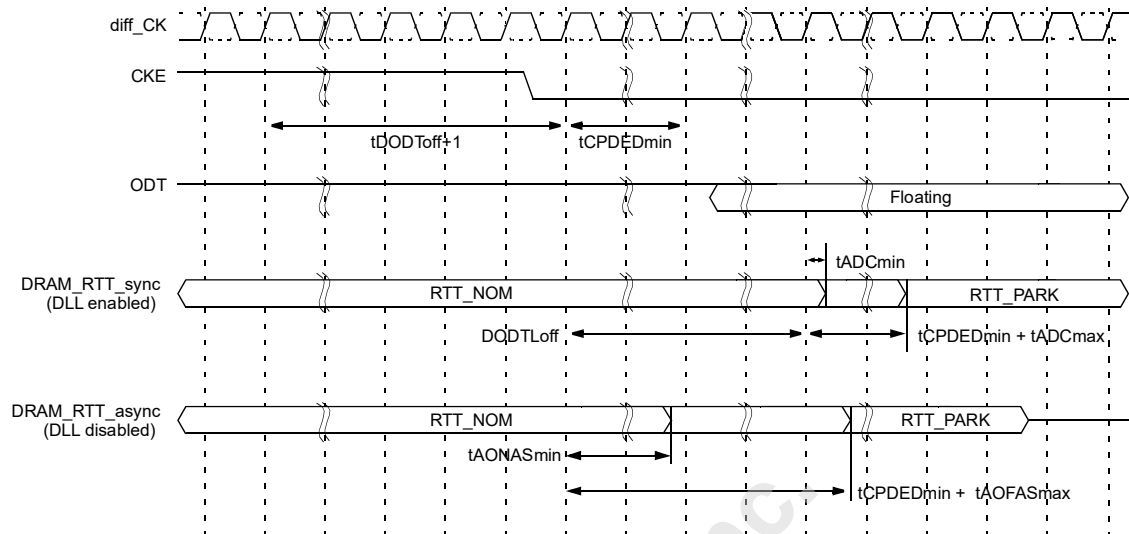 diff_CK
CKE
tDODToff+1
tCPDEDmin
ODT
Floating
tADCmin
DRAM_RTT_sync
(DLL enabled)
RTT_NOM
RTT_PARK
DODTLoff
tCPDEDmin + tADCmax
DRAM_RTT_async
(DLL disabled)
RTT_NOM
RTT_PARK
tAONASmin
tCPDEDmin + tAOFASmax
nc.